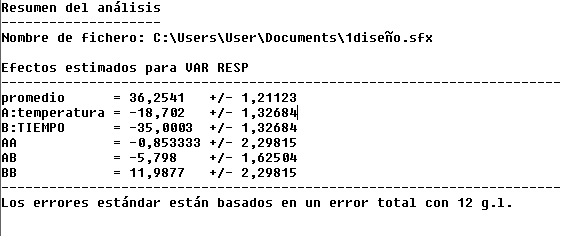 Resumen del análisis
--------------------
Nombre de fichero: C:\Users\User\Documents\1diseño.sfx
Efectos estimados para VAR RESP
----------------------------------------------------------------------
promedio = 36,2541 +/- 1,21123
A:temperatura = -18,702 +/- 1,32684
B:TIEMPO = -35,0003 +/- 1,32684
AA = -0,853333 +/- 2,29815
AB = -5,798 +/- 1,62504
BB = 11,9877 +/- 2,29815
----------------------------------------------------------------------
Los errores estándar están basados en un error total con 12 g.l.